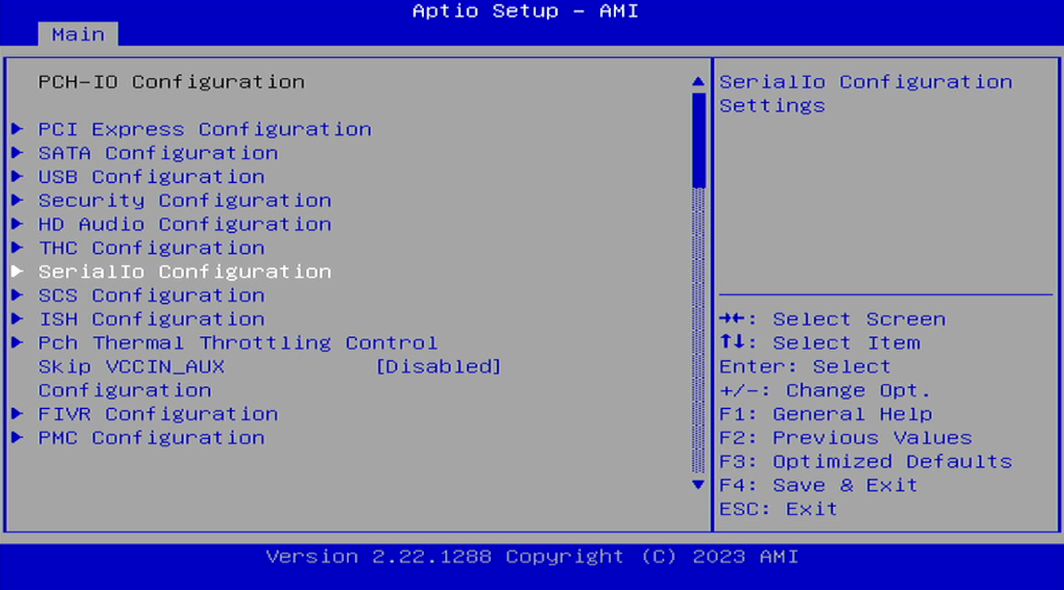 Aptio Setup – AMI
Main
PCH-IO Configuration
PCI Express Configuration
SATA Configuration
USB Configuration
Security Configuration
HD Audio Configuration
THC Configuration
SerialIo Configuration
SCS Configuration
ISH Configuration
Pch Thermal Throttling Control
Skip VCCIN_AUX [Disabled]
Configuration
FIVR Configuration
PMC Configuration
SerialIo Configuration
Settings
→←: Select Screen
↑↓: Select Item
Enter: Select
+/-: Change Opt.
F1: General Help
F2: Previous Values
F3: Optimized Defaults
F4: Save & Exit
ESC: Exit
Version 2.22.1288 Copyright (C) 2023 AMI